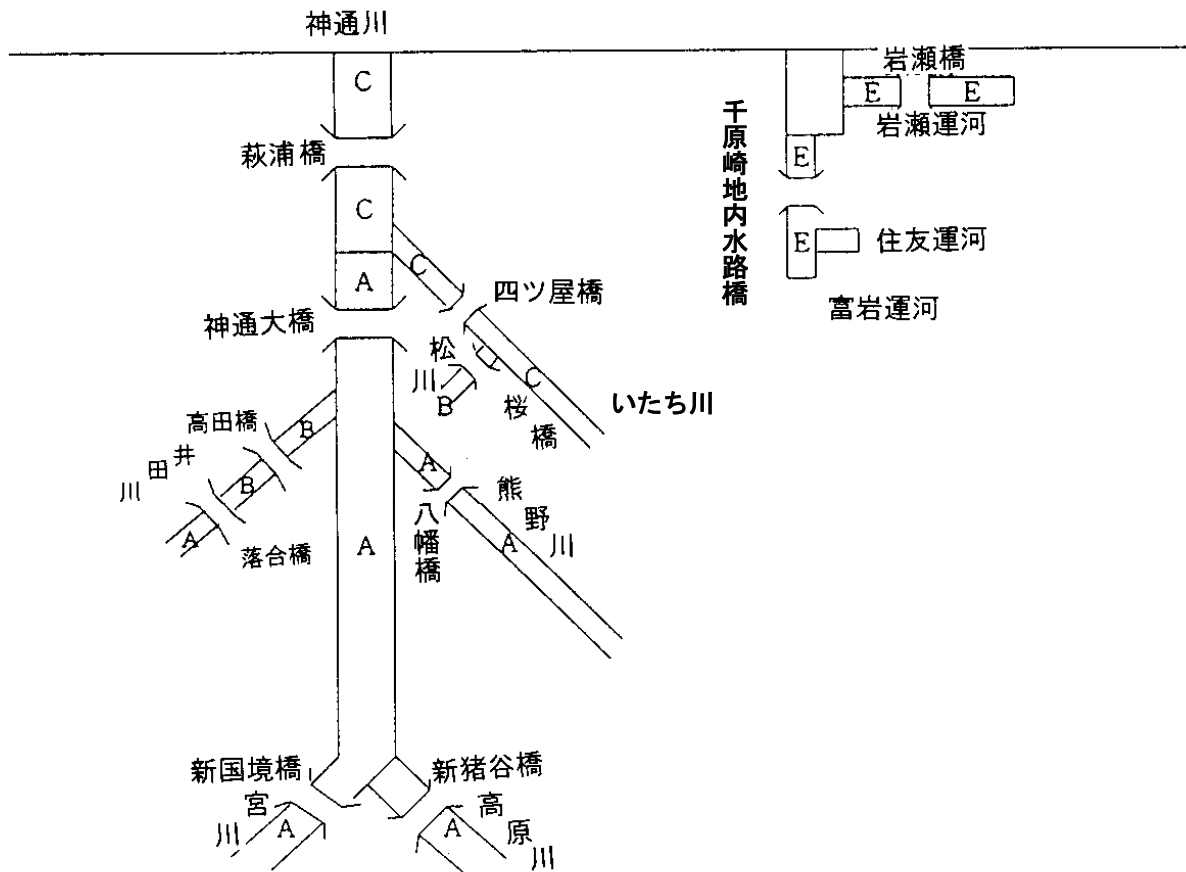 神通川
C
萩浦橋
C
A
C
四ツ屋橋
神通大橋
松川
B
桜橋
C
いたち川
高田橋
B
井田川
B
A
落合橋
A
八幡橋
熊野川
A
A
新国境橋
新猪谷橋
宮川
A
高原川
A
岩瀬橋
E
E
岩瀬運河
千原崎地内水路橋
E
E
住友運河
富岩運河